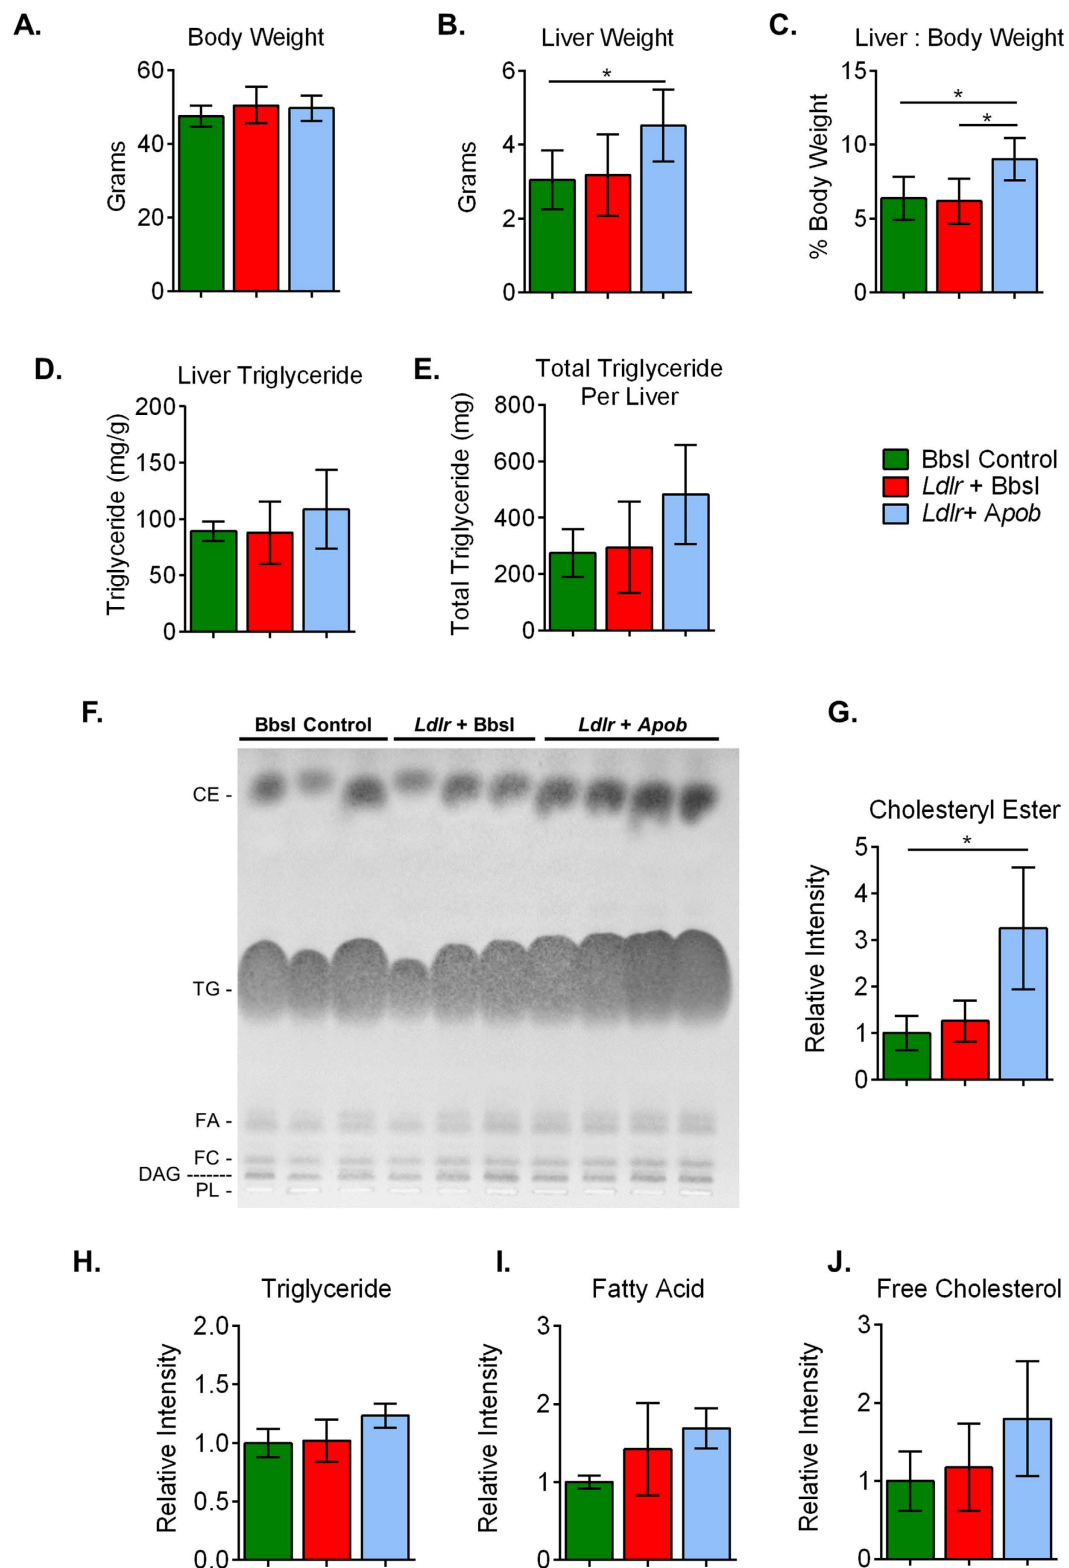 A.
Body Weight
Grams
60
40
20
0
B.
Liver Weight
*
Grams
6
4
2
0
C.
Liver : Body Weight
*
*
% Body Weight
15
10
5
0
D.
Liver Triglyceride
Triglyceride (mg/g)
200
150
100
50
0
E.
Total Triglyceride
Per Liver
Total Triglyceride (mg)
800
600
400
200
0
BbsI Control
Ldlr + BbsI
Ldlr+ Apob
F.
BbsI Control
Ldlr + BbsI
Ldlr + Apob
CE -
TG -
FA -
FC -
DAG ------
PL -
G.
Cholesteryl Ester
*
Relative Intensity
5
4
3
2
1
0
H.
Triglyceride
Relative Intensity
2.0
1.5
1.0
0.5
0.0
I.
Fatty Acid
Relative Intensity
3
2
1
0
J.
Free Cholesterol
Relative Intensity
3
2
1
0